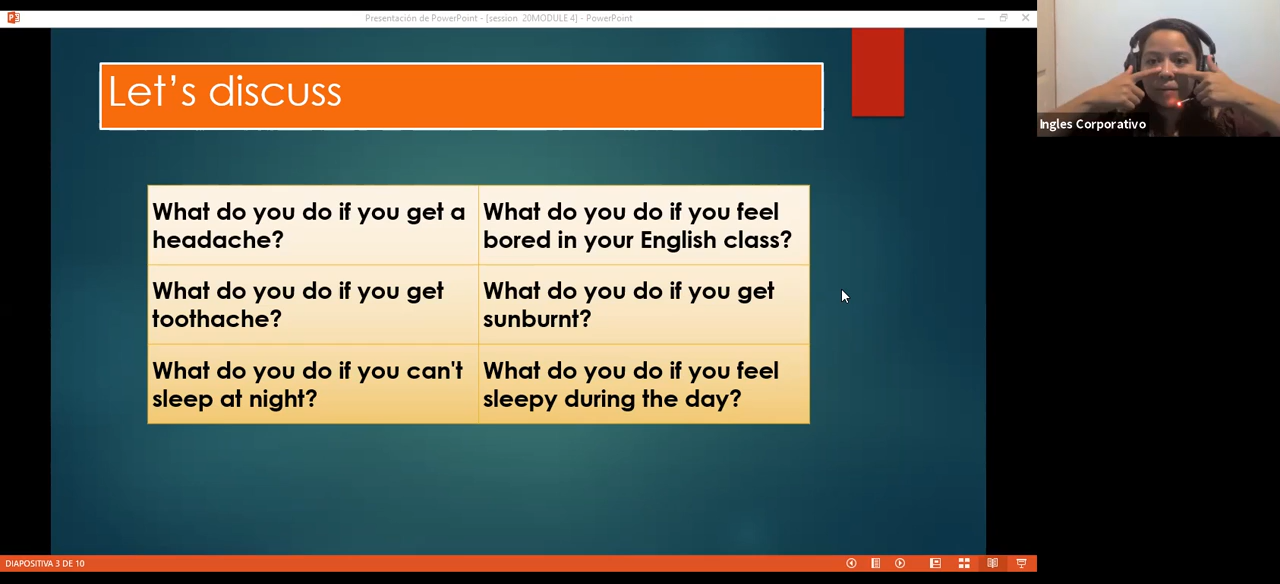 Presentación de PowerPoint - [session  20MODULE 4] - PowerPoint
Let's discuss
What do you do if you get a
headache?
What do you do if you feel
bored in your English class?
What do you do if you get
toothache?
What do you do if you get
sunburnt?
What do you do if you can't
sleep at night?
What do you do if you feel
sleepy during the day?
Ingles Corporativo
DIAPOSITIVA 3 DE 10